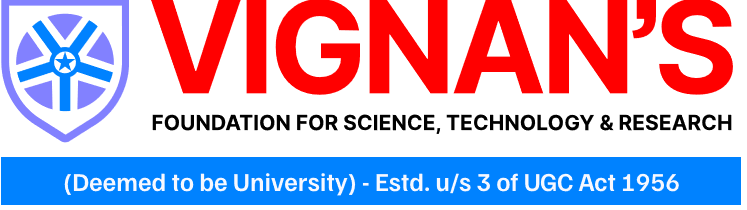 VIGNAN'S
FOUNDATION FOR SCIENCE, TECHNOLOGY & RESEARCH
(Deemed to be University) - Estd. u/s 3 of UGC Act 1956